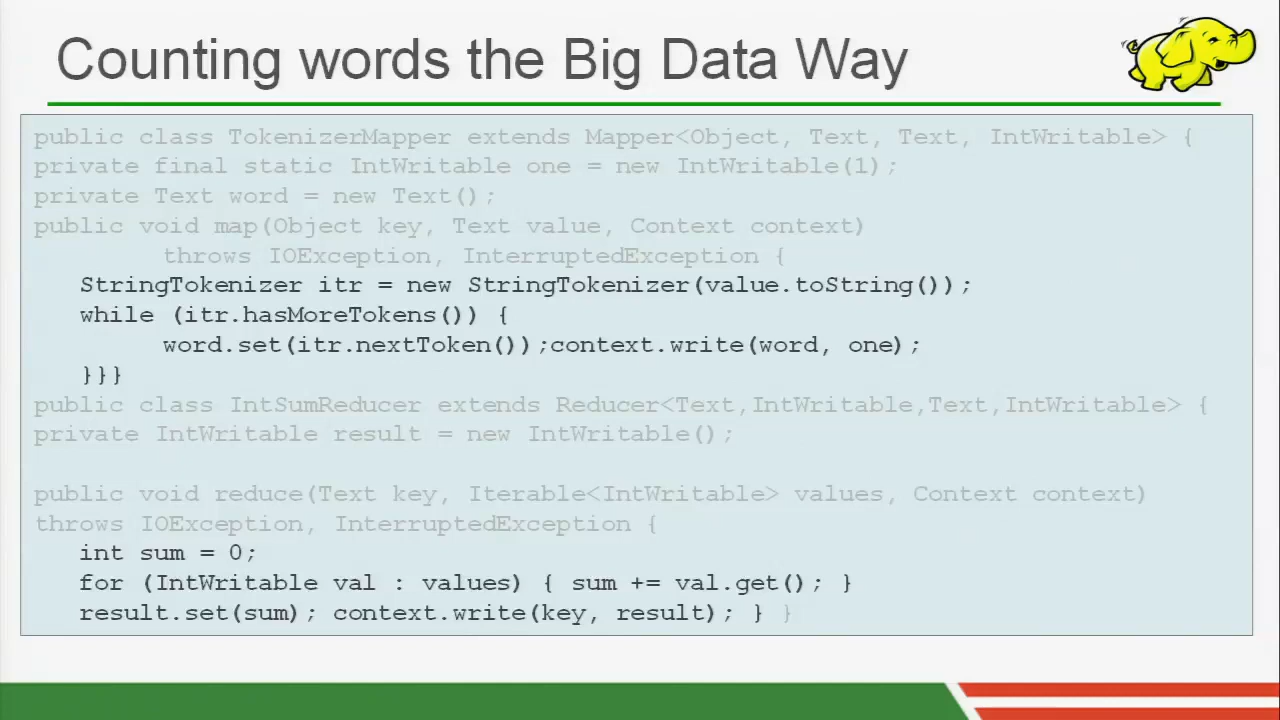 Counting words the Big Data Way
public class TokenizerMapper extends Mapper<Object, Text, Text, IntWritable> {
private final static IntWritable one = new IntWritable(1);
private Text word = new Text();
public void map(Object key, Text value, Context context)
throws IOException, InterruptedException {
StringTokenizer itr = new StringTokenizer(value.toString());
while (itr.hasMoreTokens()) {
word.set(itr.nextToken());context.write(word, one);
}}}
public class IntSumReducer extends Reducer<Text,IntWritable,Text,IntWritable> {
private IntWritable result = new IntWritable();
public void reduce(Text key, Iterable<IntWritable> values, Context context)
throws IOException, InterruptedException {
int sum = 0;
for (IntWritable val : values) { sum += val.get(); }
result.set(sum); context.write(key, result); } }